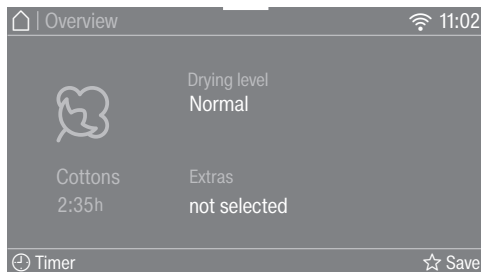 | Overview 11:02
Drying level
Normal
Cottons
2:35h
Extras
not selected
Timer Save